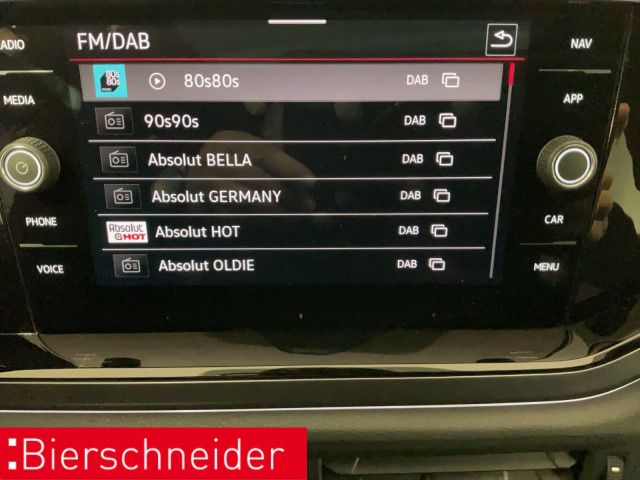 FM/DAB
RADIO
NAV
MEDIA
APP
PHONE
CAR
VOICE
MENU
80s
80s
80s80s DAB
90s90s DAB
Absolut BELLA DAB
Absolut GERMANY DAB
Absolut HOT
Absolut HOT DAB
Absolut OLDIE DAB
Bierschneider